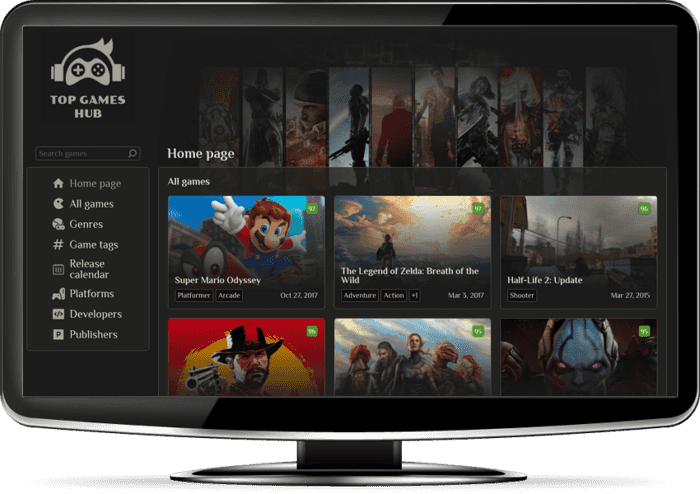 TOP GAMES
HUB
Search games
Home page
All games
Genres
Game tags
Release
calendar
Platforms
Developers
Publishers
Home page
All games
97
Super Mario Odyssey
Platformer
Arcade
Oct 27, 2017
97
The Legend of Zelda: Breath of the
Wild
Adventure
Action
+1
Mar 3, 2017
96
Half-Life 2: Update
Shooter
Mar 27, 2015
96
95
95